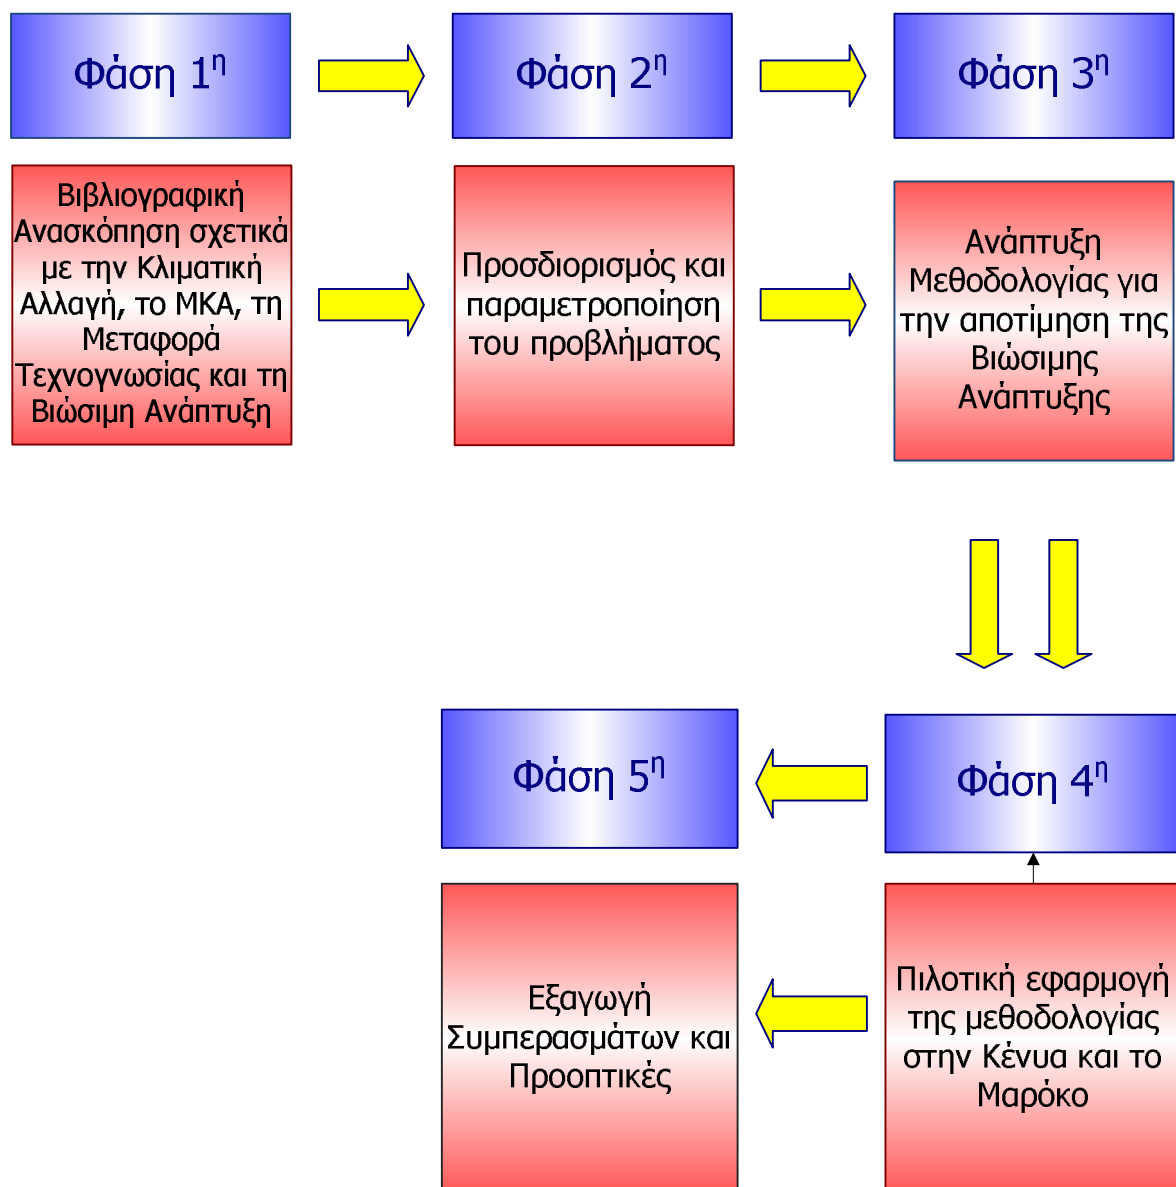 Φάση 1η
Φάση 2η
Φάση 3η
Βιβλιογραφική
Ανασκόπηση σχετικά
με την Κλιματική
Αλλαγή, το ΜΚΑ, τη
Μεταφορά
Τεχνογνωσίας και τη
Βιώσιμη Ανάπτυξη
Προσδιορισμός και
παραμετροποίηση
του προβλήματος
Ανάπτυξη
Μεθοδολογίας για
την αποτίμηση της
Βιώσιμης
Ανάπτυξης
Φάση 4η
Πιλοτική εφαρμογή
της μεθοδολογίας
στην Κένυα και το
Μαρόκο
Φάση 5η
Εξαγωγή
Συμπερασμάτων και
Προοπτικές